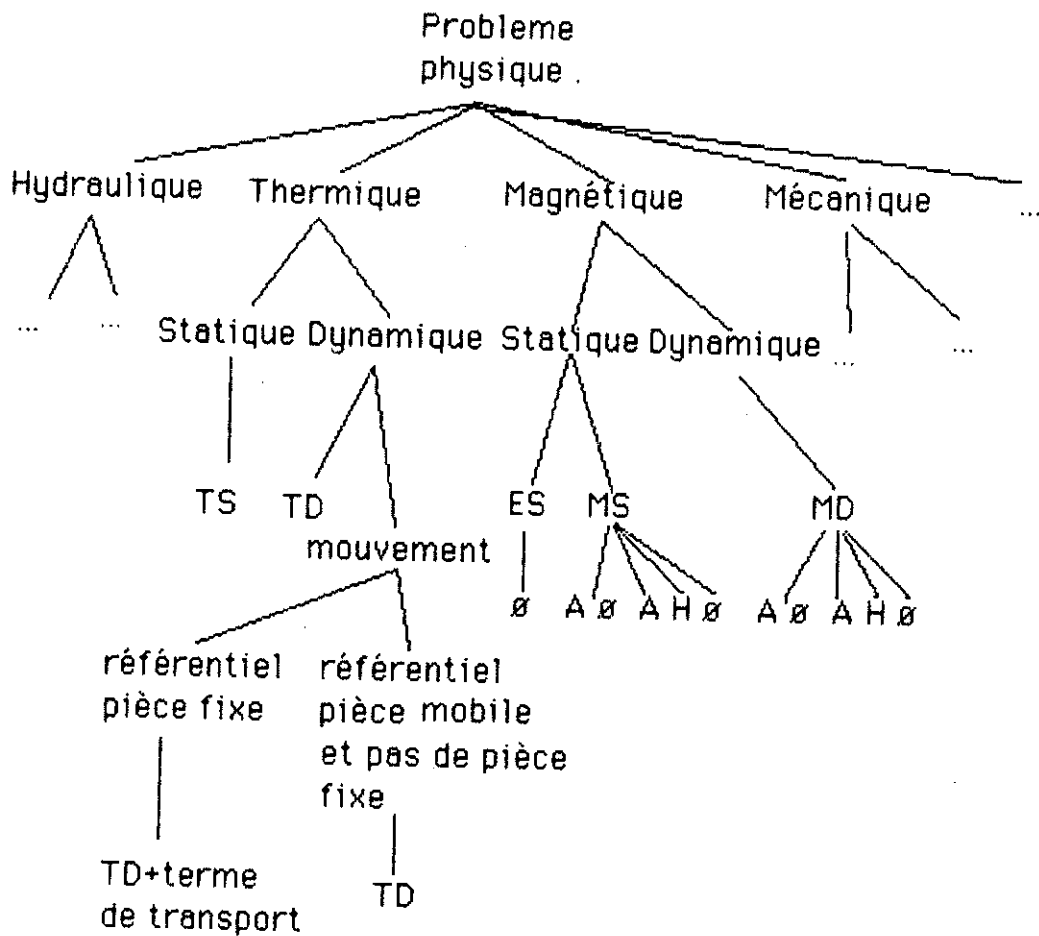 Probleme
physique .
Hydraulique Thermique Magnéfique Mécanique ...
... ... Statique Dynamique Statique Dynamique ... ...
TS TD ES MS MD
mouvement
ø A ø A H ø A ø A H ø
référentiel référentiel
pièce fixe pièce mobile
et pas de pièce
fixe
TD+terme TD
de transport